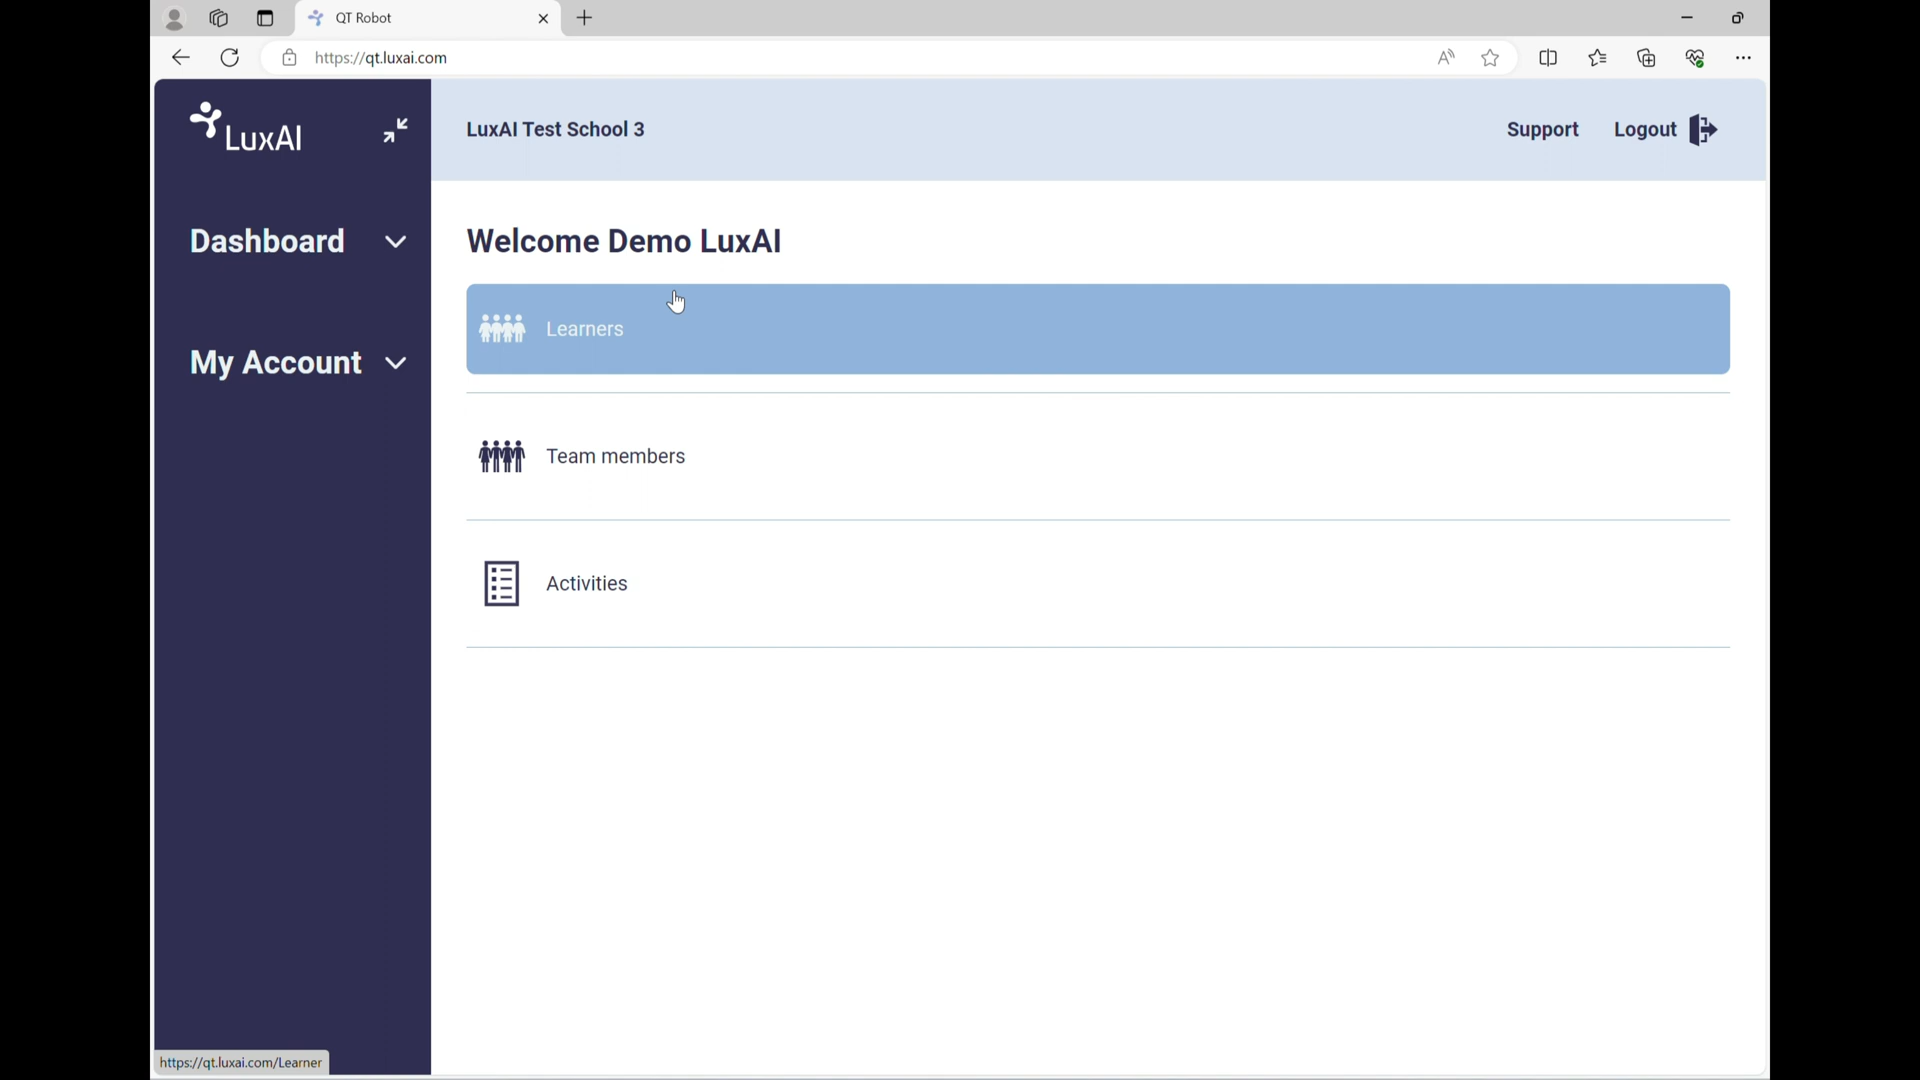 QT Robot
https://qt.luxai.com
LuxAI
LuxAI Test School 3
Support
Logout
Dashboard
Welcome Demo LuxAI
Learners
My Account
Team members
Activities
https://qt.luxai.com/Learner